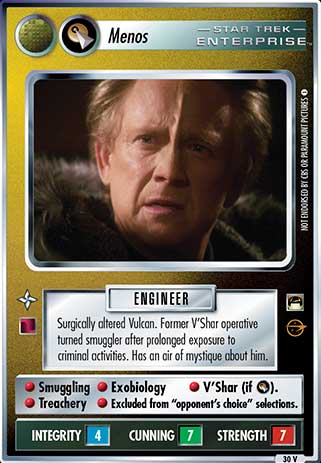 Menos
STAR TREK
ENTERPRISE™
NOT ENDORSED BY CBS OR PARAMOUNT PICTURES
ENGINEER
Surgically altered Vulcan. Former V'Shar operative
turned smuggler after prolonged exposure to
criminal activities. Has an air of mystique about him.
Smuggling Exobiology V'Shar (if ).
Treachery Excluded from "opponent's choice" selections.
INTEGRITY 4 CUNNING 7 STRENGTH 7
30 V